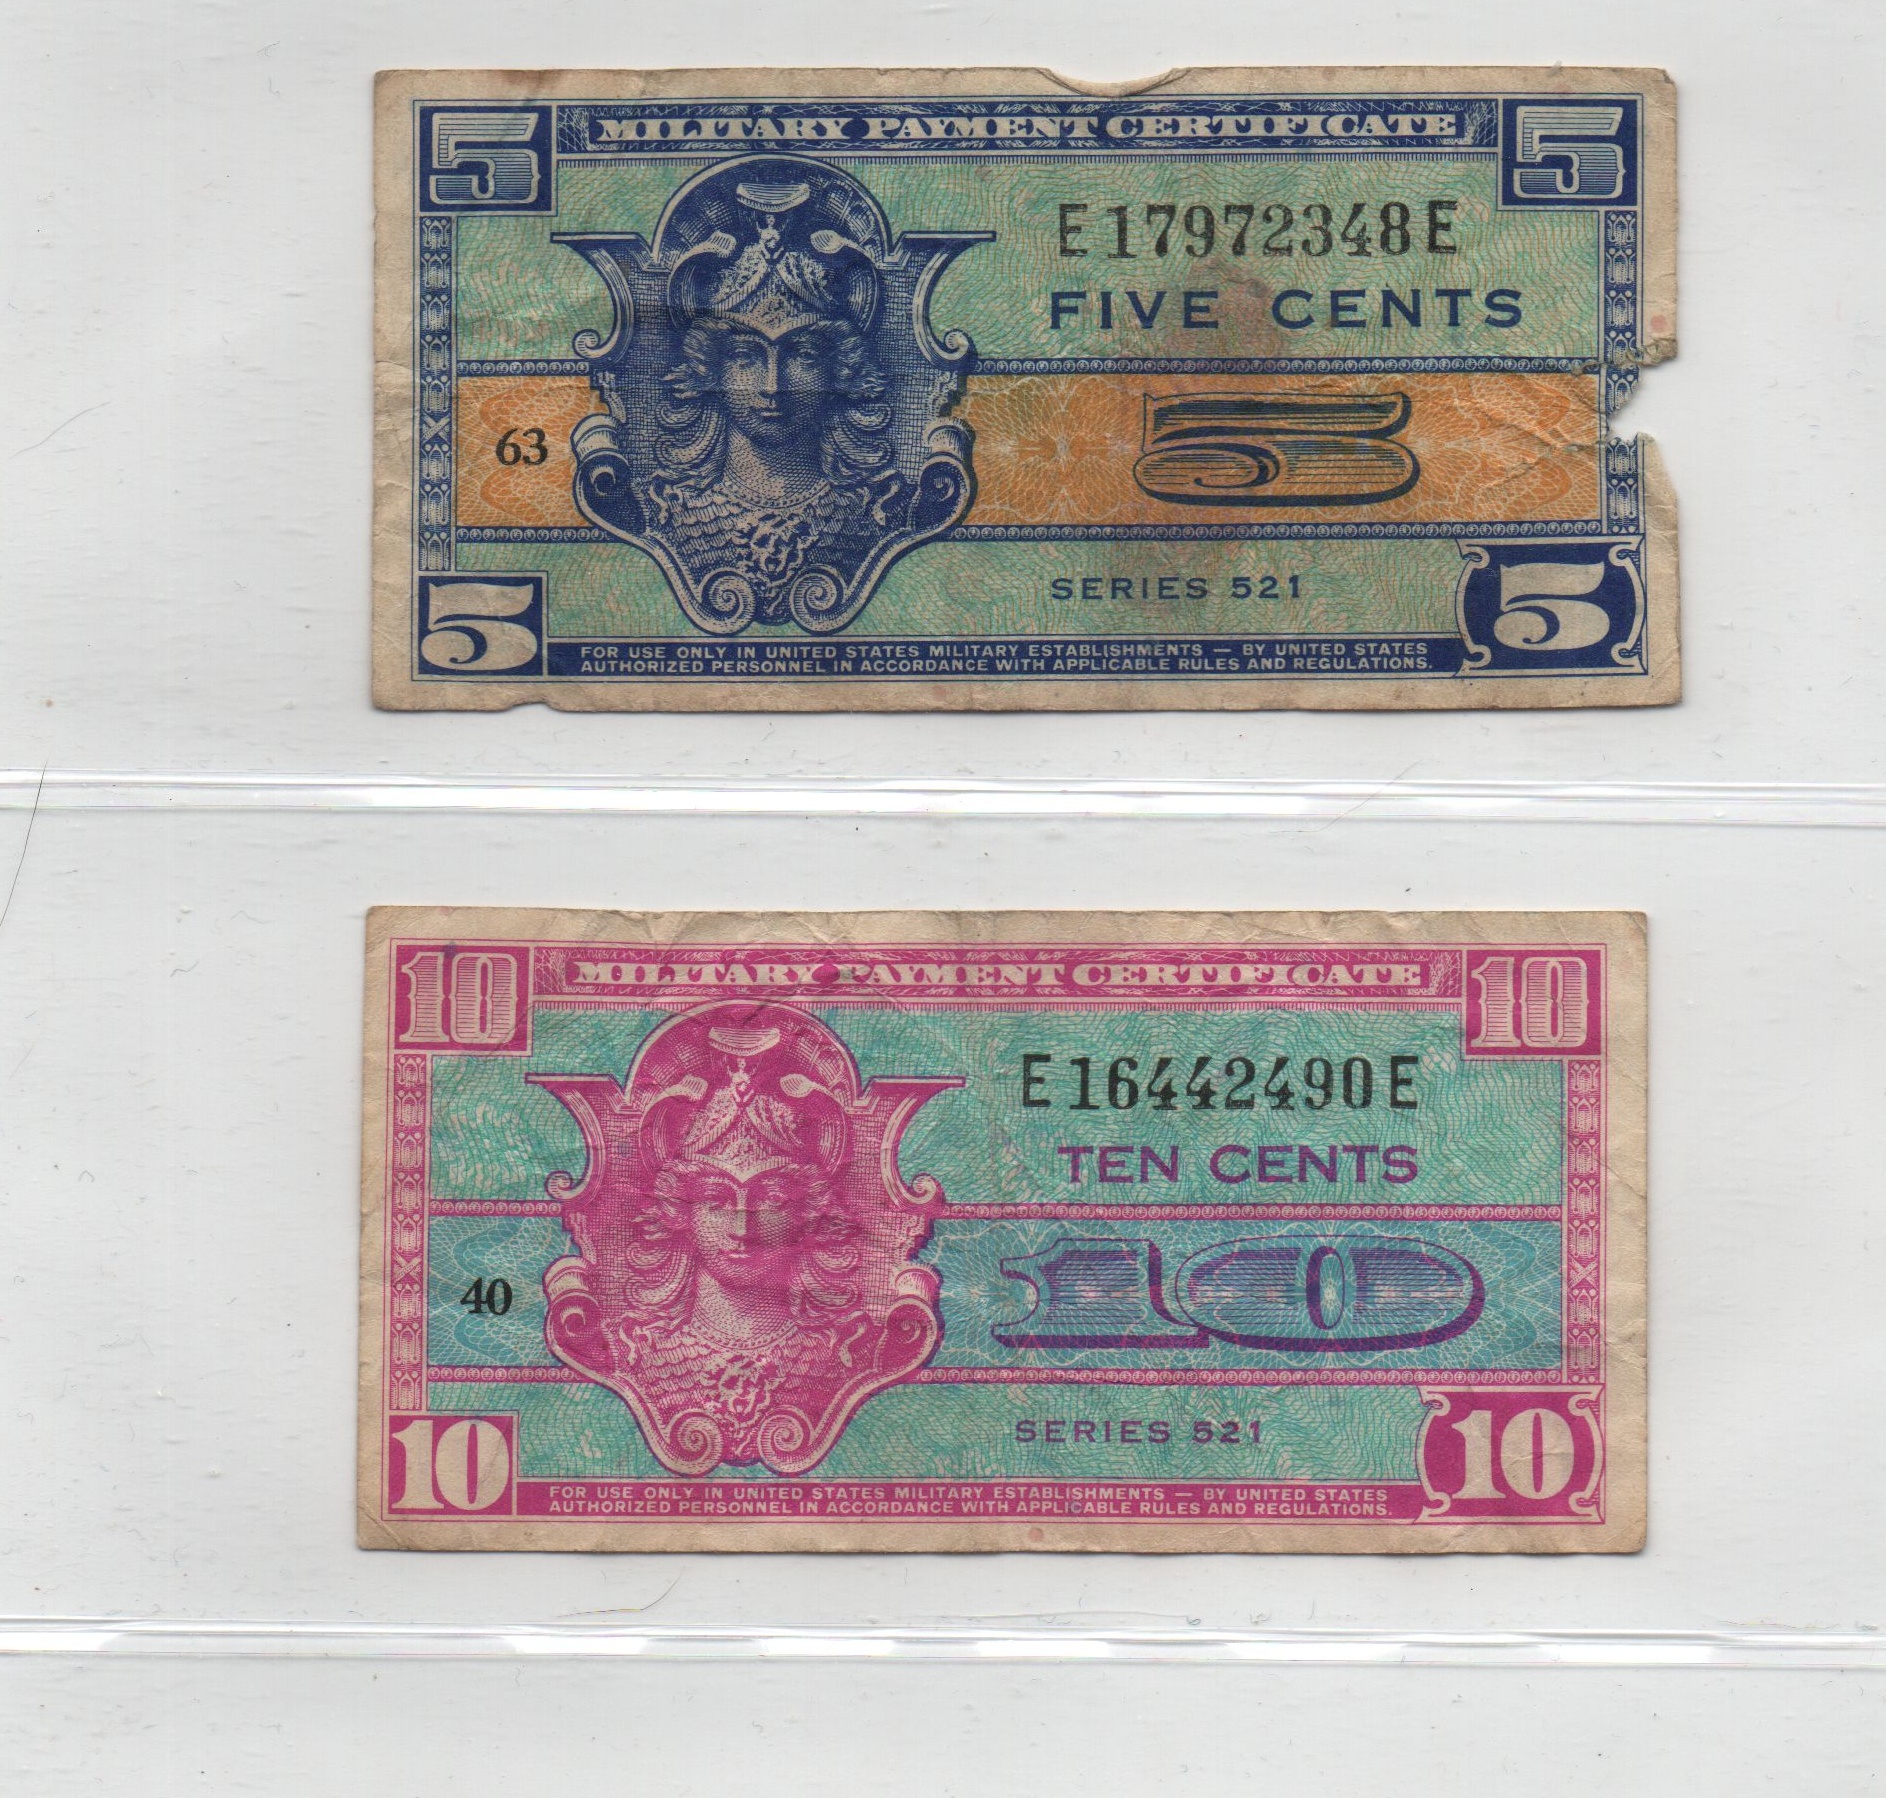 5 MILITARY PAYMENT CERTIFICATE 5
E17972348E
FIVE CENTS
63 5
SERIES 521
5 5
FOR USE ONLY IN UNITED STATES MILITARY ESTABLISHMENTS — BY UNITED STATES
AUTHORIZED PERSONNEL IN ACCORDANCE WITH APPLICABLE RULES AND REGULATIONS.
10 MILITARY PAYMENT CERTIFICATE 10
E16442490E
TEN CENTS
40 10
SERIES 521
10 10
FOR USE ONLY IN UNITED STATES MILITARY ESTABLISHMENTS — BY UNITED STATES
AUTHORIZED PERSONNEL IN ACCORDANCE WITH APPLICABLE RULES AND REGULATIONS.